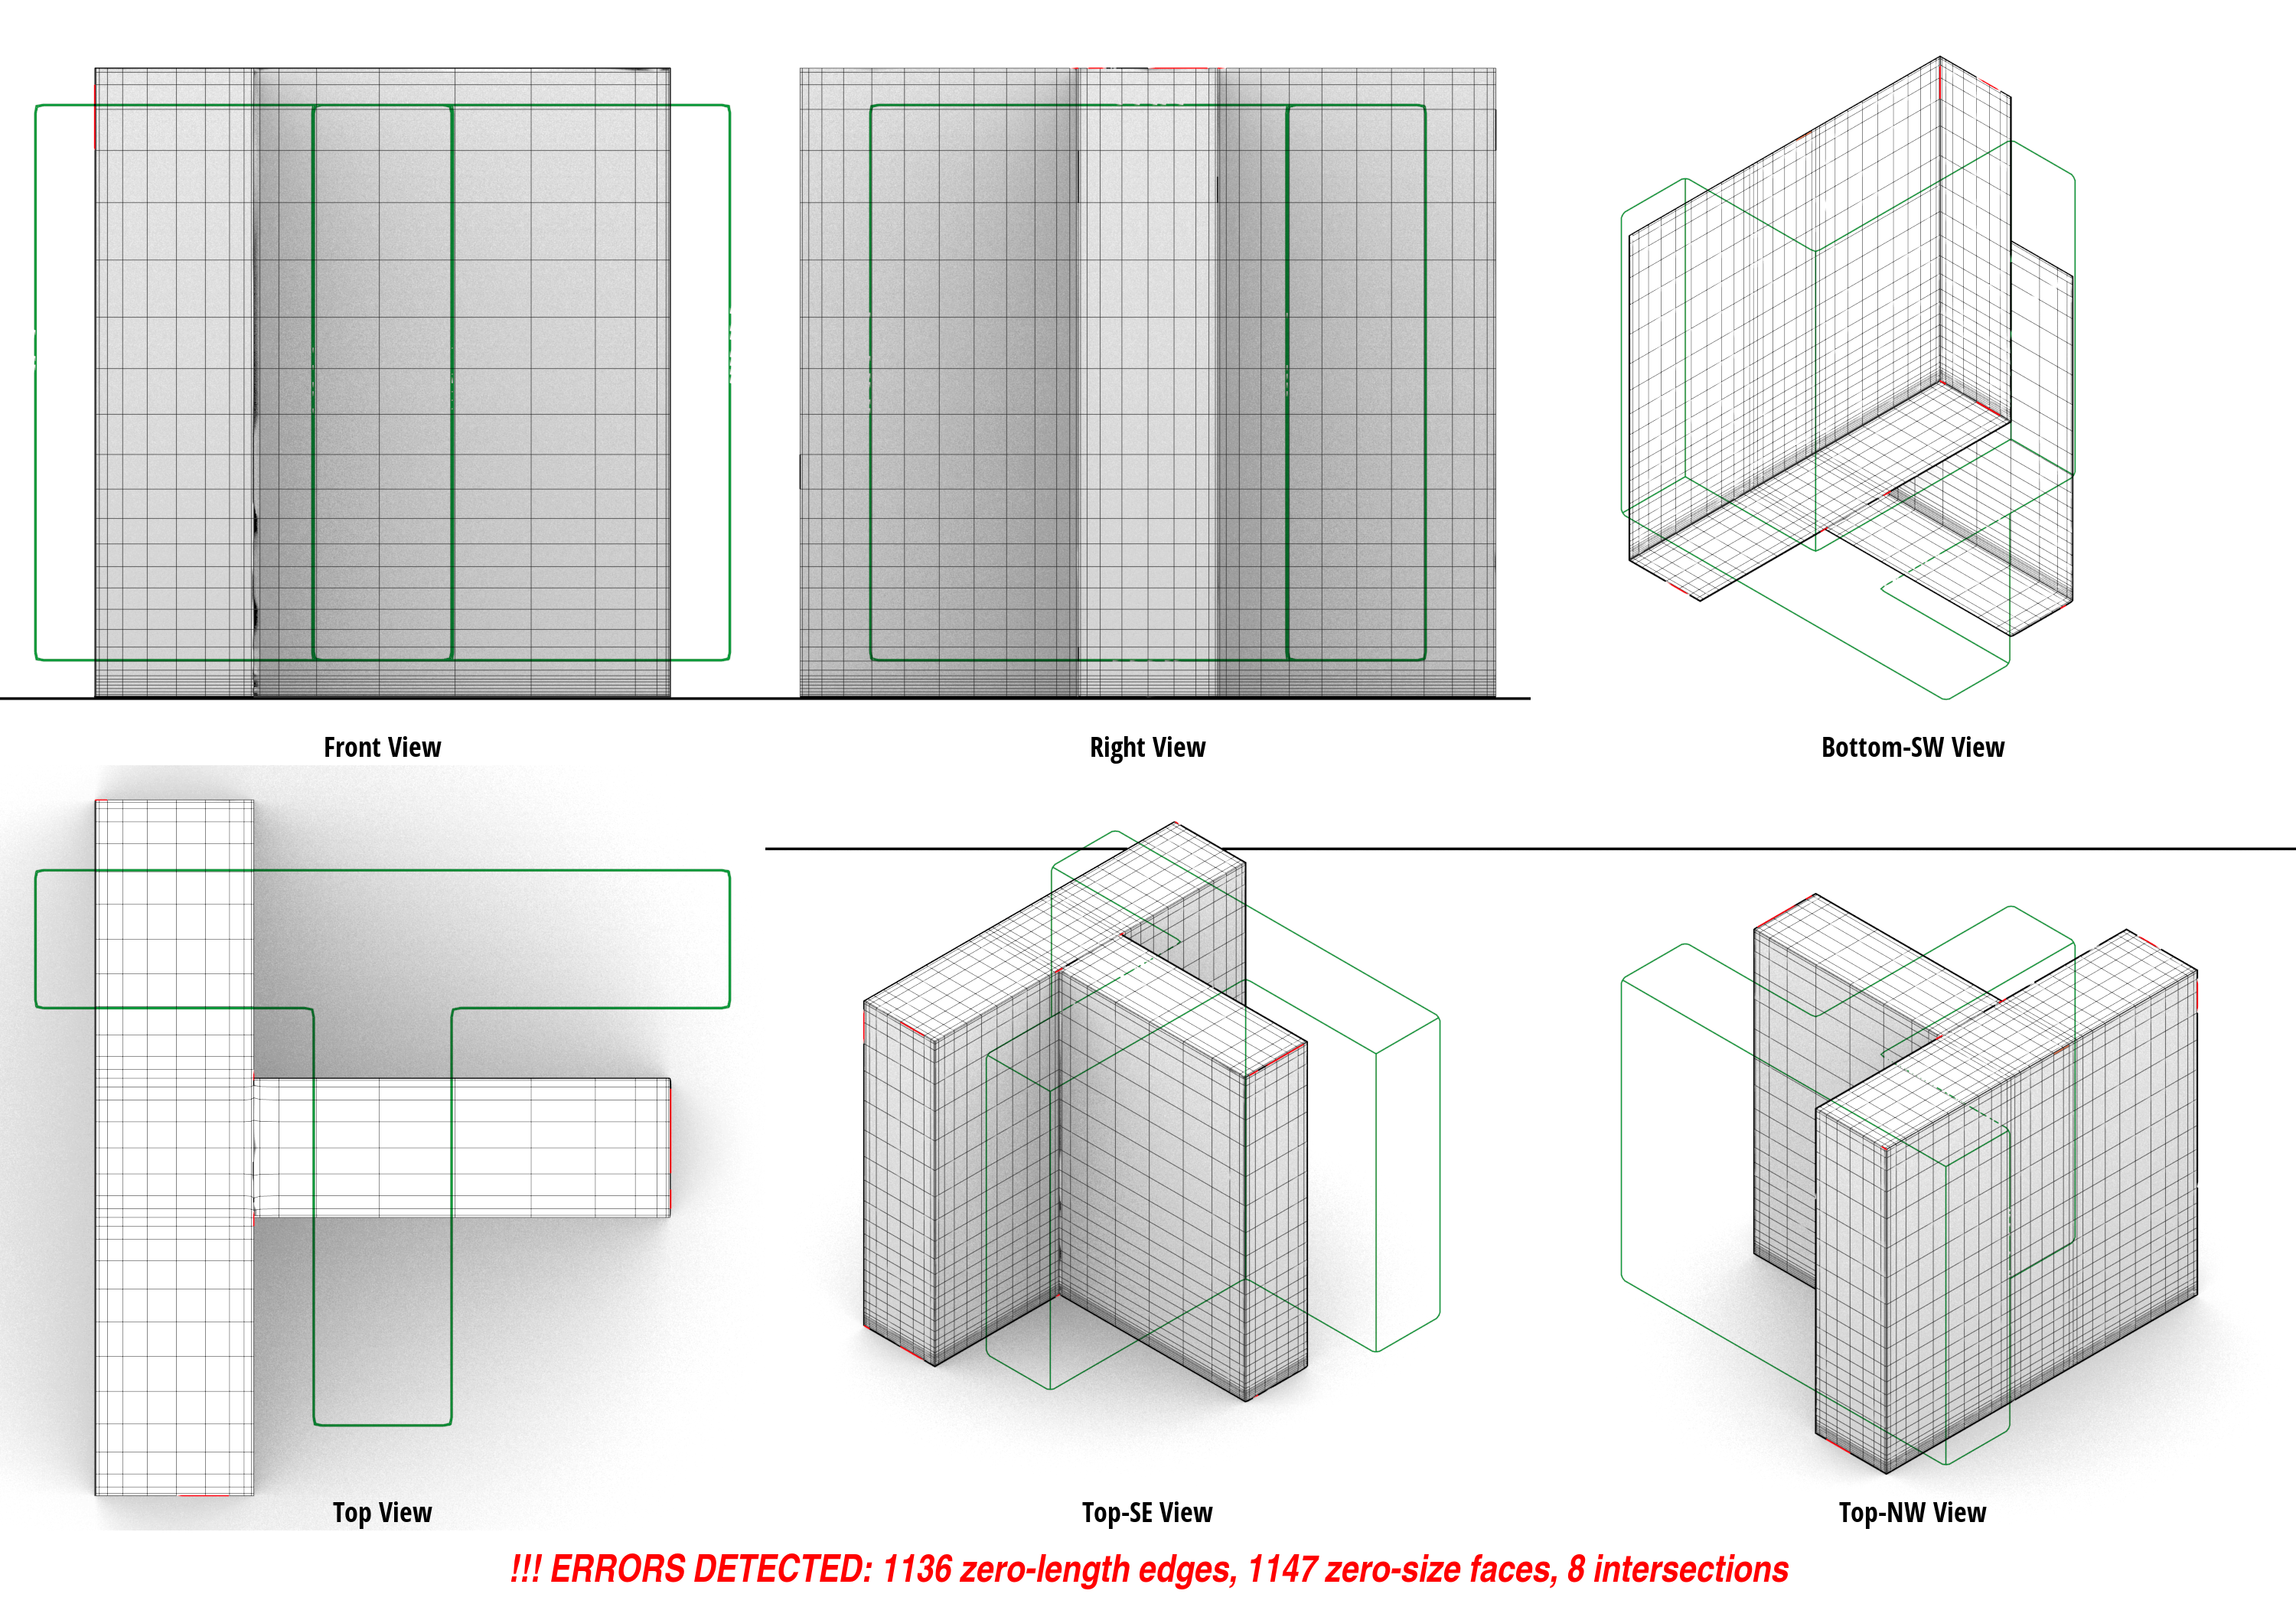 Front View
Right View
Bottom-SW View
Top View
Top-SE View
Top-NW View
!!! ERRORS DETECTED: 1136 zero-length edges, 1147 zero-size faces, 8 intersections